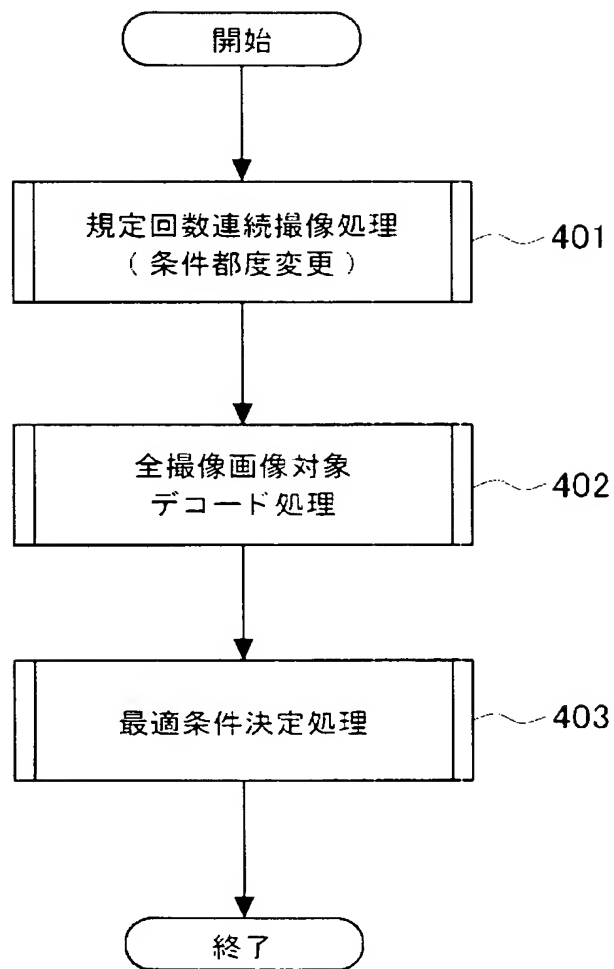 開始
規定回数連続撮像処理
(条件都度変更)
401
全撮像画像対象
デコード処理
402
最適条件決定処理
403
終了